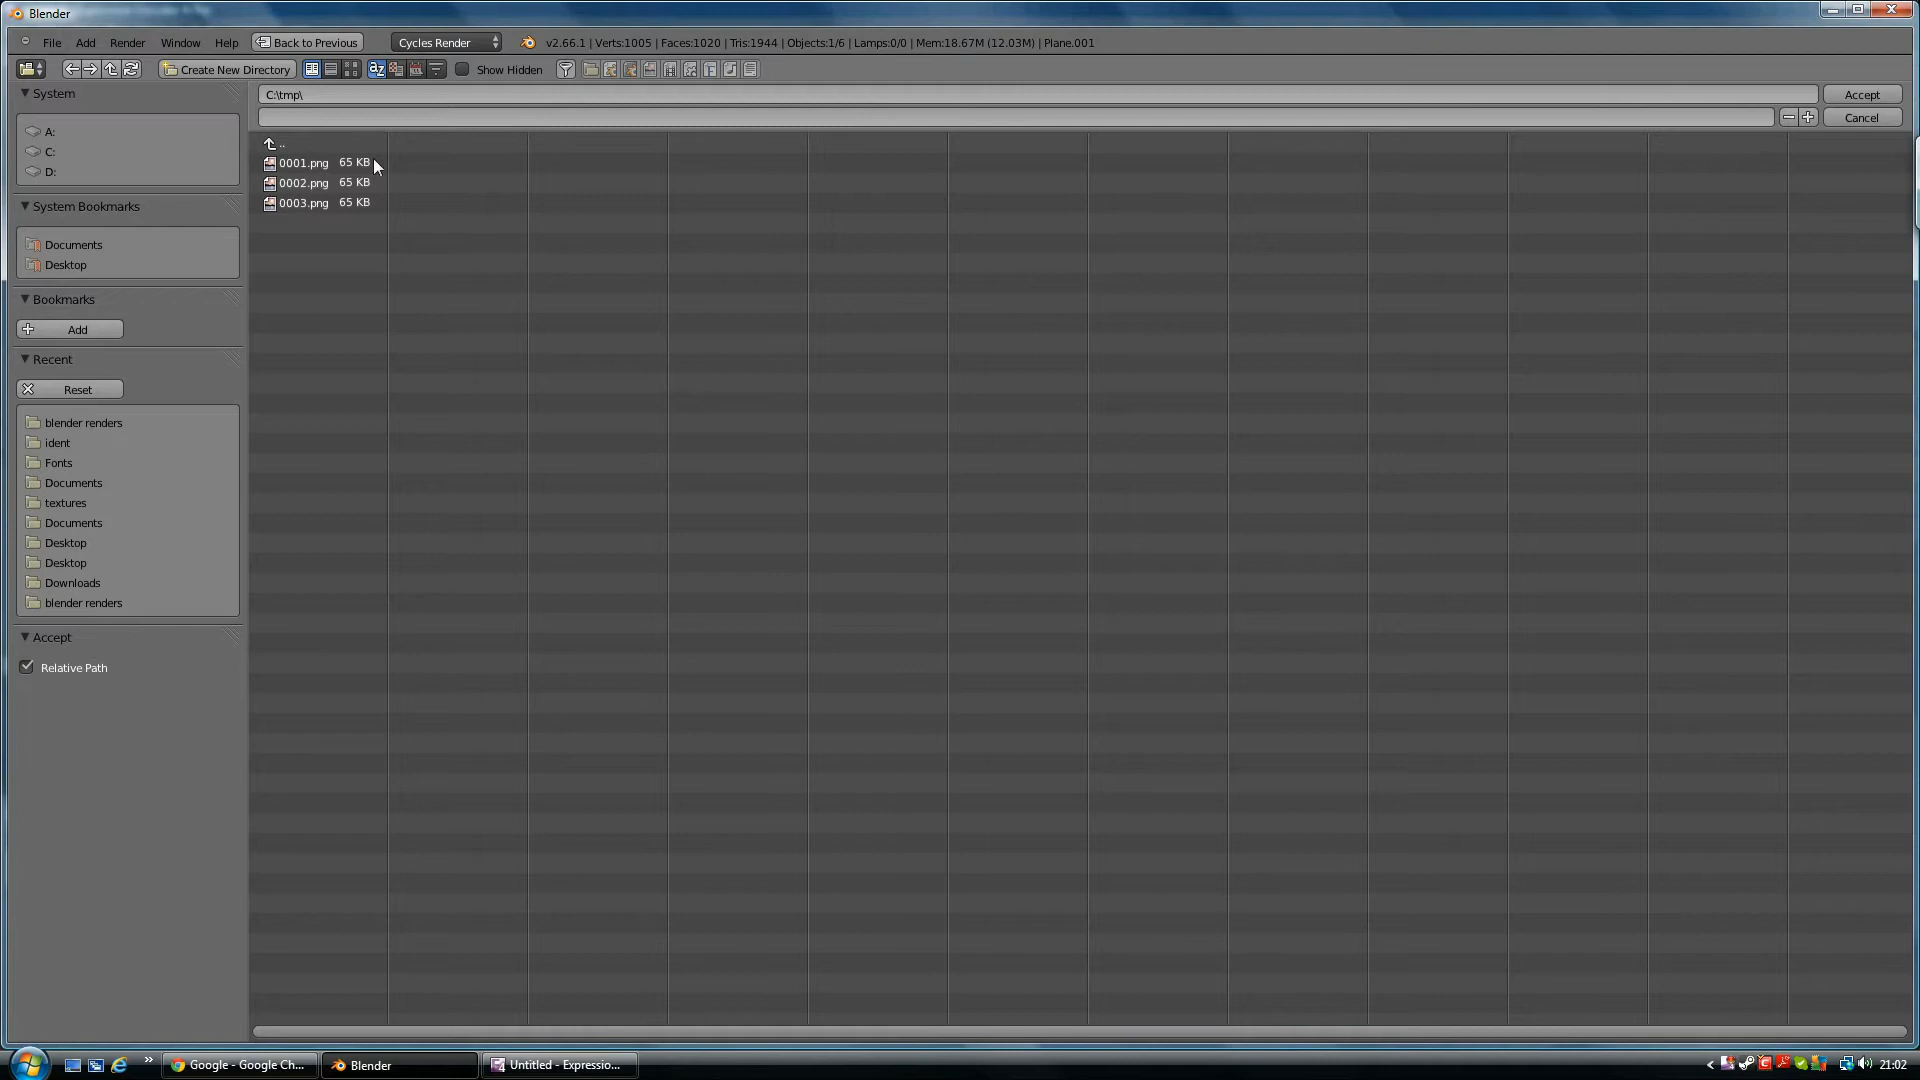 Blender
File Add Render Window Help Back to Previous Cycles Render v2.66.1 | Verts:1005 | Faces:1020 | Tris:1944 | Objects:1/6 | Lamps:0/0 | Mem:18.67M (12.03M) | Plane.001
Create New Directory Show Hidden
System
C:\tmp\ Accept
Cancel
A:
C:
D:
..
0001.png 65 KB
0002.png 65 KB
0003.png 65 KB
System Bookmarks
Documents
Desktop
Bookmarks
Add
Recent
Reset
blender renders
ident
Fonts
Documents
textures
Documents
Desktop
Desktop
Downloads
blender renders
Accept
Relative Path
Google - Google Ch... Blender Untitled - Expressio... 21:02